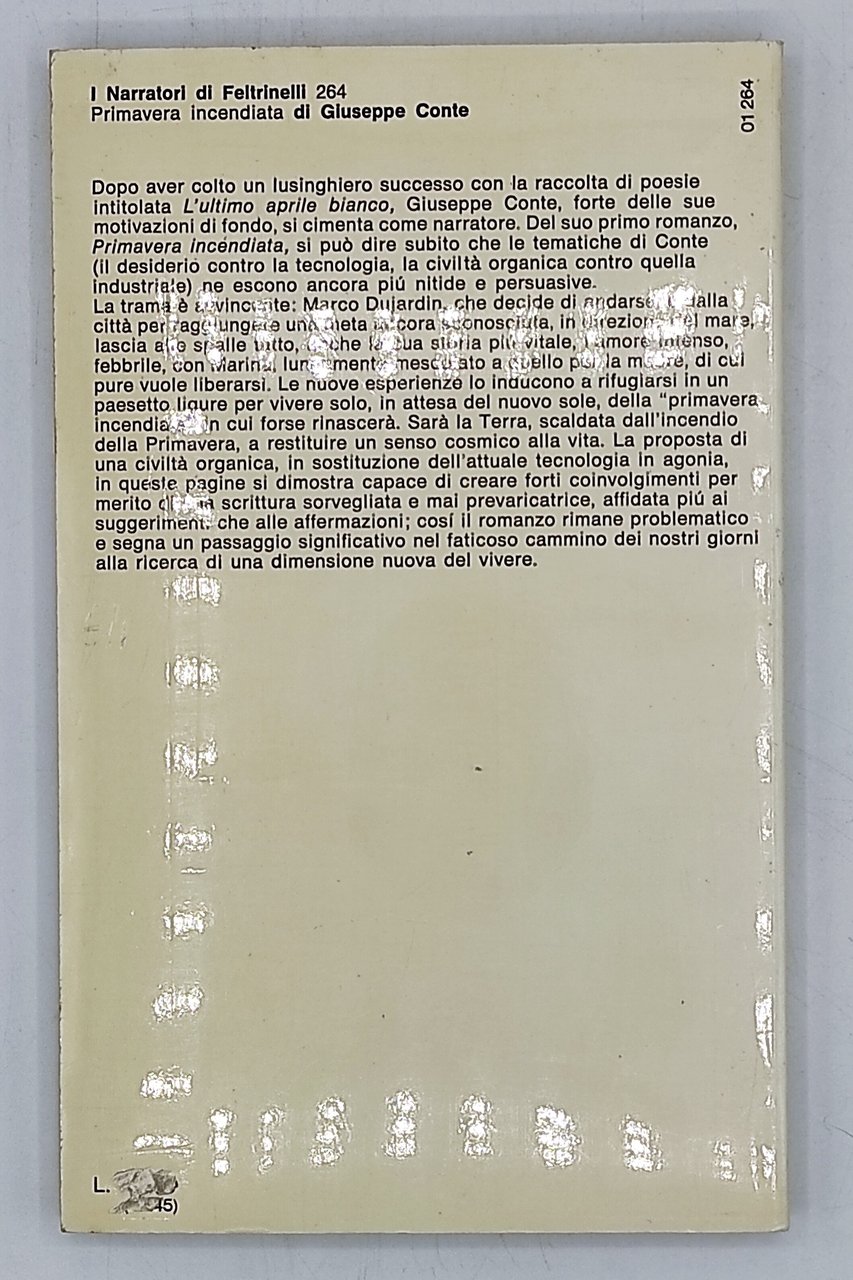 I Narratori di Feltrinelli 264
Primavera incendiata di Giuseppe Conte
01 264
Dopo aver colto un lusinghiero successo con la raccolta di poesie
intitolata L'ultimo aprile bianco, Giuseppe Conte, forte delle sue
motivazioni di fondo, si cimenta come narratore. Del suo primo romanzo,
Primavera incendiata, si può dire subito che le tematiche di Conte
(il desiderio contro la tecnologia, la civiltà organica contro quella
industriale) ne escono ancora piú nitide e persuasive.
La trama è avvincente: Marco Dujardin, che decide di andarsene dalla
città per raggiungere una meta ancora sconosciuta, in direzione del mare,
lascia alle spalle tutto, anche la sua storia piú vitale, l'amore intenso,
febbrile, con Marina, lungamente mescolato a quello per la madre, di cui
pure vuole liberarsi. Le nuove esperienze lo inducono a rifugiarsi in un
paesetto ligure per vivere solo, in attesa del nuovo sole, della "primavera
in cui forse rinascerà. Sarà la Terra, scaldata dall'incendio
della Primavera, a restituire un senso cosmico alla vita. La proposta di
una civiltà organica, in sostituzione dell'attuale tecnologia in agonia,
in queste pagine si dimostra capace di creare forti coinvolgimenti per
merito di una scrittura sorvegliata e mai prevaricatrice, affidata piú ai
suggerimenti che alle affermazioni; cosí il romanzo rimane problematico
e segna un passaggio significativo nel faticoso cammino dei nostri giorni
alla ricerca di una dimensione nuova del vivere.
L.
45)